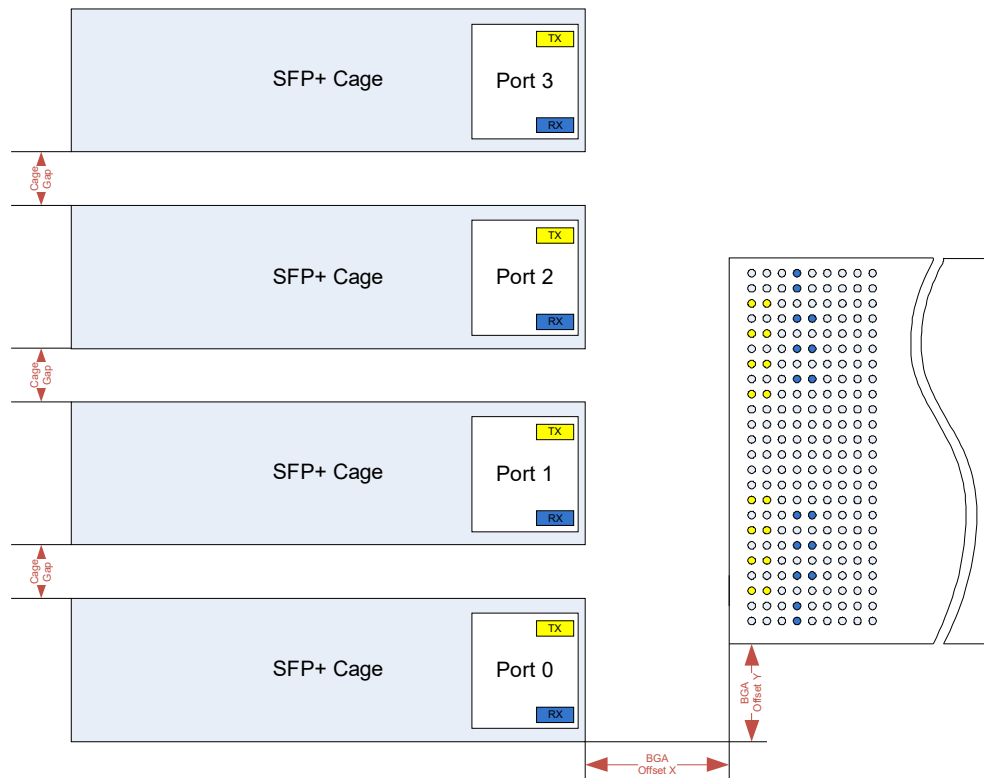 TX
SFP+ Cage
Port 3
RX
Cage
Gap
TX
SFP+ Cage
Port 2
RX
Cage
Gap
TX
SFP+ Cage
Port 1
RX
Cage
Gap
TX
SFP+ Cage
Port 0
RX
BGA
Offset Y
BGA
Offset X